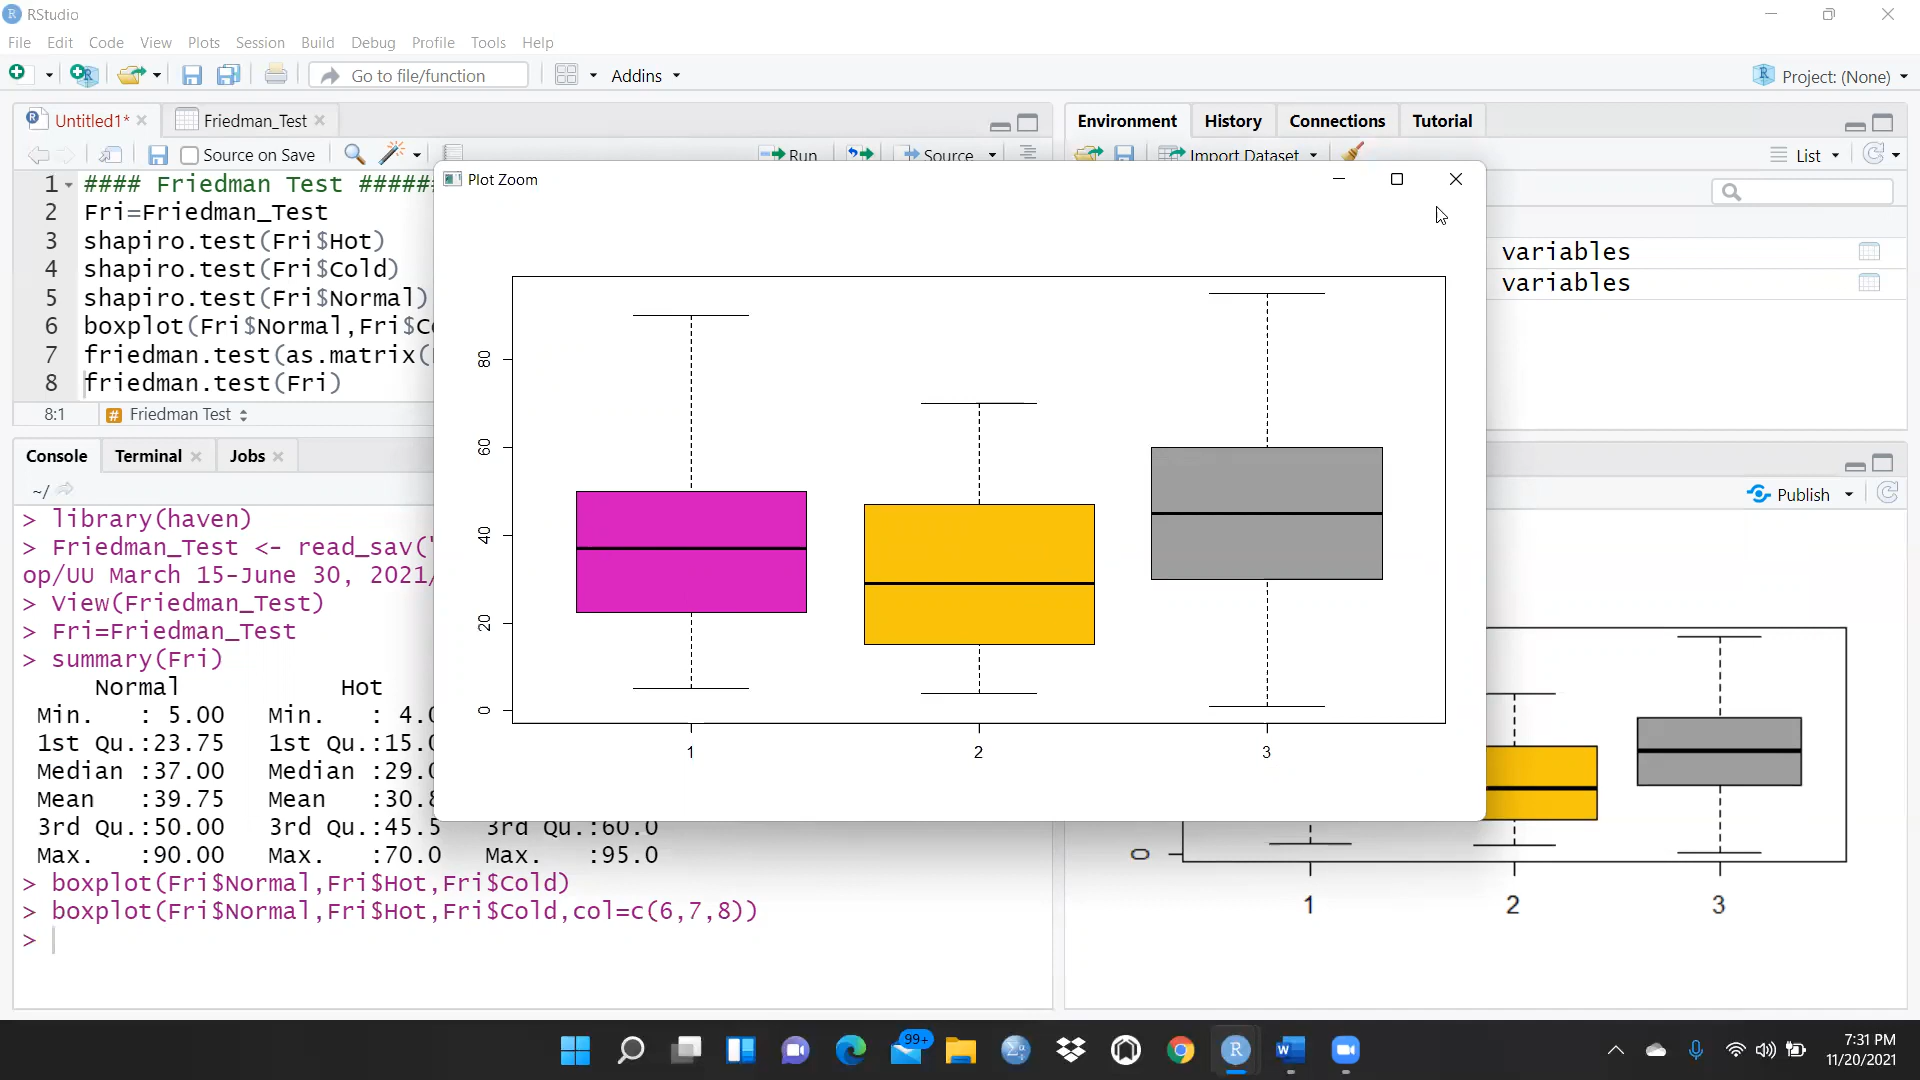 RStudio
File Edit Code View Plots Session Build Debug Profile Tools Help
Go to file/function Addins Project: (None)
Untitled1* Friedman_Test
Source on Save Run Source
1 #### Friedman Test ######
2 Fri=Friedman_Test
3 shapiro.test(Fri$Hot)
4 shapiro.test(Fri$Cold)
5 shapiro.test(Fri$Normal)
6 boxplot(Fri$Normal,Fri$C
7 friedman.test(as.matrix(
8 friedman.test(Fri)
8:1 # Friedman Test
Environment History Connections Tutorial
Import Dataset List
variables
variables
Plot Zoom
80
60
40
20
0
1 2 3
Console Terminal Jobs
~/
> library(haven)
> Friedman_Test <- read_sav(
op/UU March 15-June 30, 2021/
> View(Friedman_Test)
> Fri=Friedman_Test
> summary(Fri)
Normal Hot
Min. : 5.00 Min. : 4.0
1st Qu.:23.75 1st Qu.:15.0
Median :37.00 Median :29.0
Mean :39.75 Mean :30.8
3rd Qu.:50.00 3rd Qu.:45.5 3rd Qu.:60.0
Max. :90.00 Max. :70.0 Max. :95.0
> boxplot(Fri$Normal,Fri$Hot,Fri$Cold)
> boxplot(Fri$Normal,Fri$Hot,Fri$Cold,col=c(6,7,8))
>
Publish
0
1 2 3
99+
7:31 PM
11/20/2021